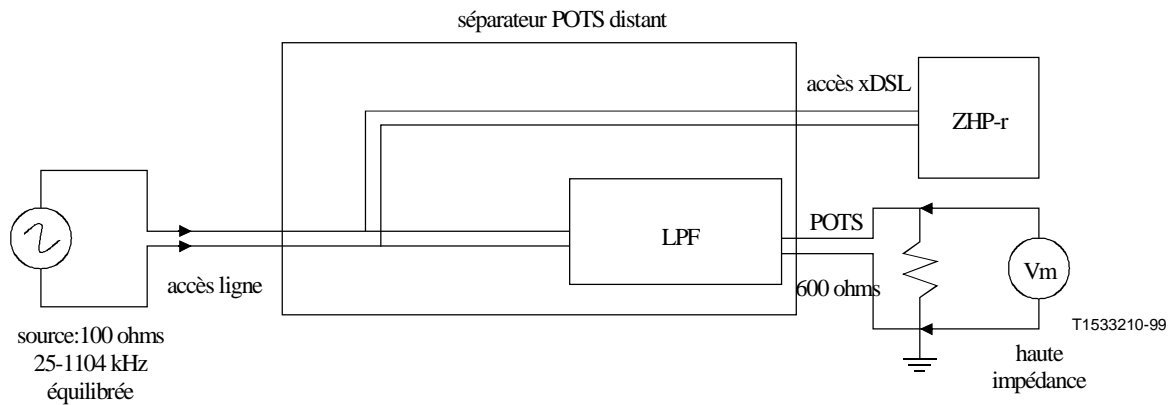 séparateur POTS distant
accès xDSL
ZHP-r
LPF
POTS
600 ohms
Vm
accès ligne
source:100 ohms
25-1104 kHz
équilibrée
haute
impédance
T1533210-99